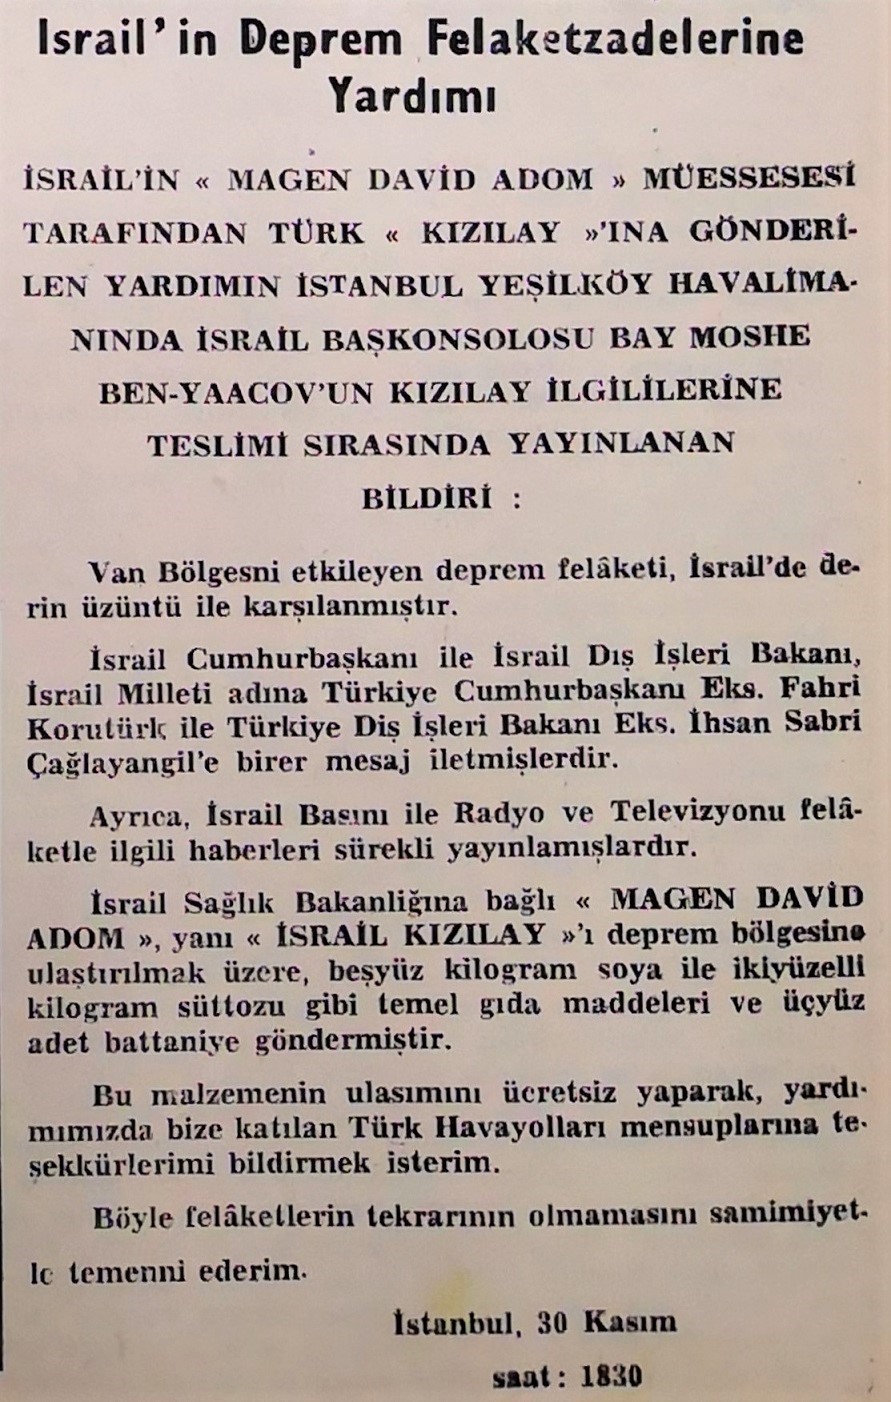 Israil'in Deprem Felaketzadelerine
Yardımı
İSRAİL'İN « MAGEN DAVİD ADOM » MÜESSESESİ
TARAFINDAN TÜRK « KIZILAY »'INA GÖNDERİ-
LEN YARDIMIN İSTANBUL YEŞİLKÖY HAVALİMA-
NINDA İSRAİL BAŞKONSOLOSU BAY MOSHE
BEN-YAACOV'UN KIZILAY İLGİLİLERİNE
TESLİMİ SIRASINDA YAYINLANAN
BİLDİRİ :
Van Bölgesni etkileyen deprem felâketi, İsrail'de de-
rin üzüntü ile karşılanmıştır.
İsrail Cumhurbaşkanı ile İsrail Dış İşleri Bakanı,
İsrail Milleti adına Türkiye Cumhurbaşkanı Eks. Fahri
Korutürk ile Türkiye Diş İşleri Bakanı Eks. İhsan Sabri
Çağlayangil'e birer mesaj iletmişlerdir.
Ayrıca, İsrail Basını ile Radyo ve Televizyonu felâ-
ketle ilgili haberleri sürekli yayınlamışlardır.
İsrail Sağlık Bakanliğına bağlı « MAGEN DAVİD
ADOM », yanı « İSRAİL KIZILAY »'ı deprem bölgesine
ulaştırılmak üzere, beşyüz kilogram soya ile ikiyüzelli
kilogram süttozu gibi temel gıda maddeleri ve üçyüz
adet battaniye göndermiştir.
Bu malzemenin ulasımını ücretsiz yaparak, yardı-
mımızda bize katılan Türk Havayolları mensuplarına te-
şekkürlerimi bildirmek isterim.
Böyle felâketlerin tekrarının olmamasını samimiyet-
le temenni ederim.
İstanbul, 30 Kasım
saat : 1830